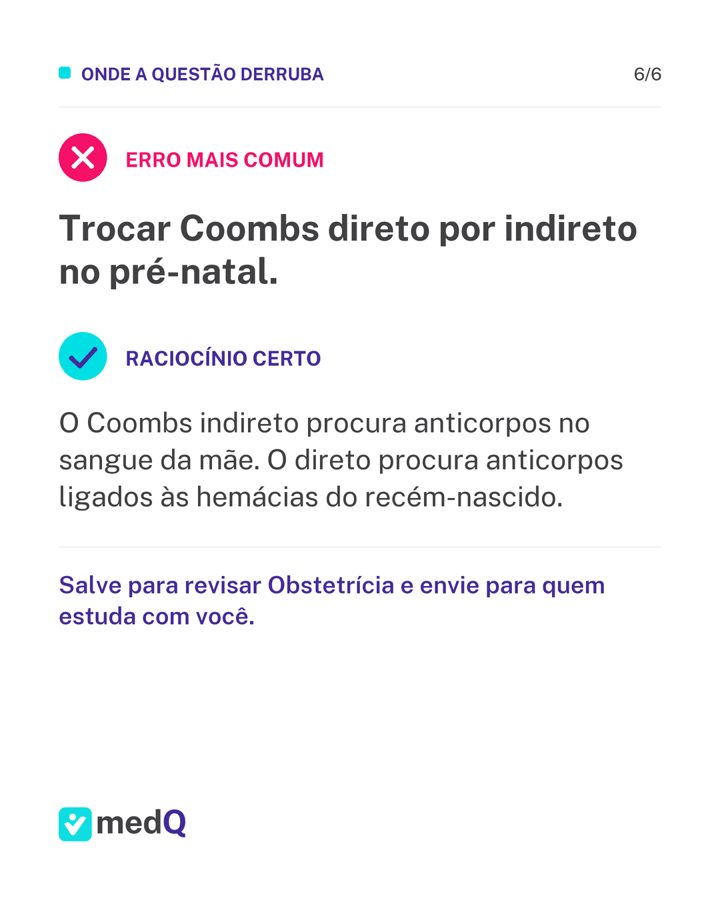 ONDE A QUESTÃO DERRUBA
6/6
ERRO MAIS COMUM
Trocar Coombs direto por indireto
no pré-natal.
RACIOCÍNIO CERTO
O Coombs indireto procura anticorpos no
sangue da mãe. O direto procura anticorpos
ligados às hemácias do recém-nascido.
Salve para revisar Obstetrícia e envie para quem
estuda com você.
medQ